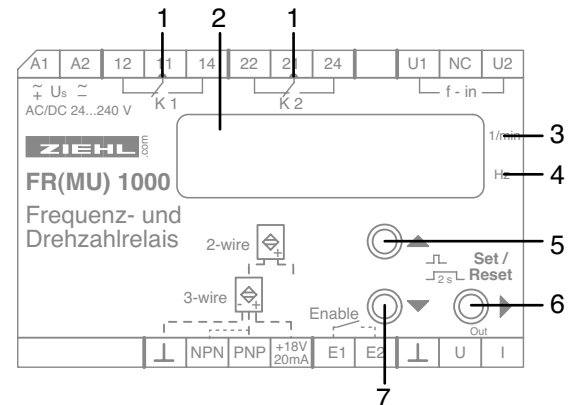 1 2 1
A1 A2 12 11 14 22 21 24 U1 NC U2
~ Us ~
+ –
K 1 K 2 f - in
AC/DC 24...240 V
1/min 3
ZIEHL.com
Hz 4
FR(MU) 1000
Frequenz- und
Drehzahlrelais
2-wire
+
5
Set /
2 s Reset
3-wire
- +
Enable
6
Out
⊥ NPN PNP +18V E1 E2 ⊥ U I
20mA
7